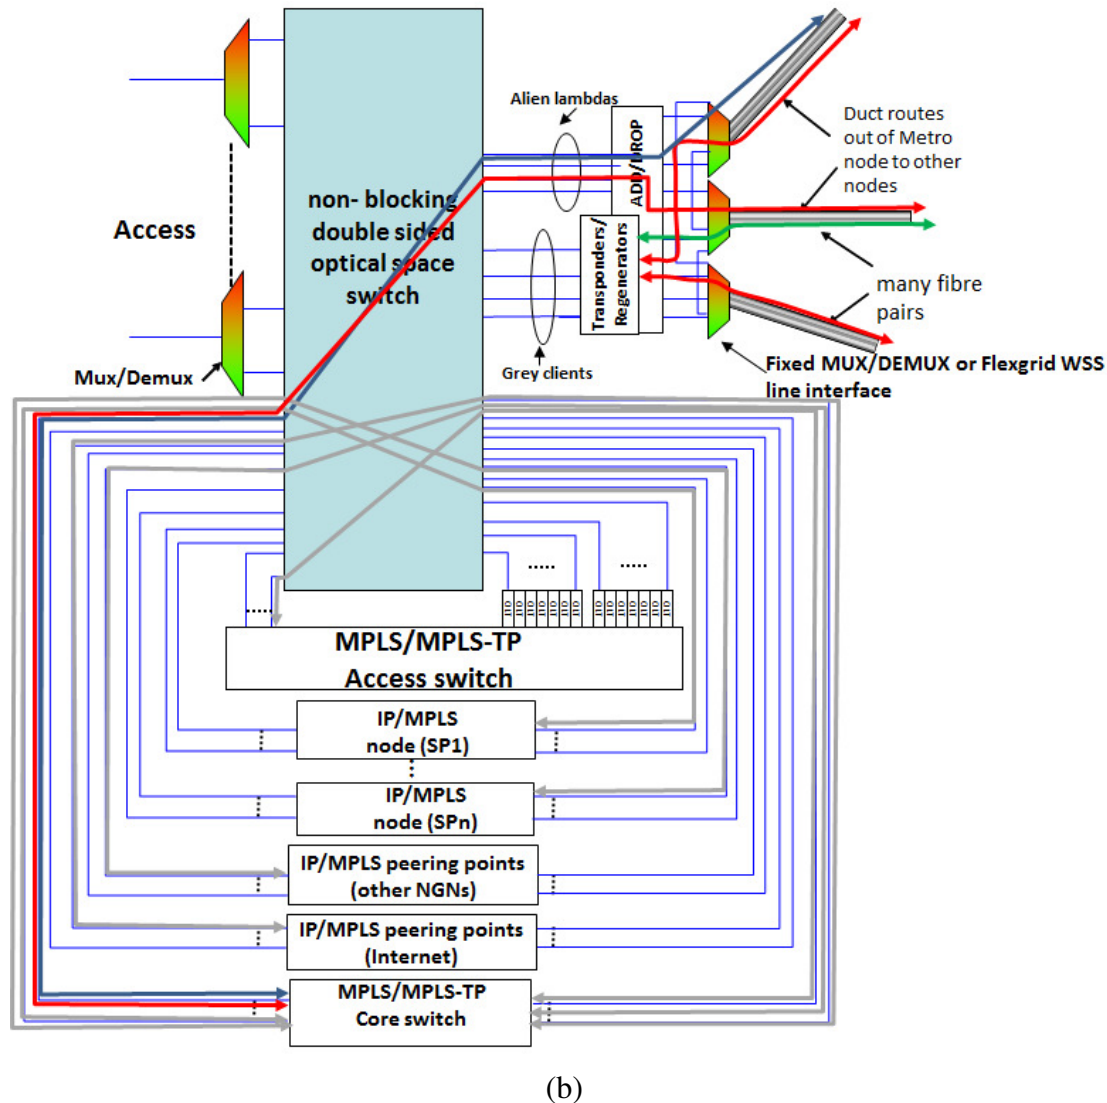 Alien lambdas
ADD/DROP
Duct routes
out of Metro
node to other
nodes
non- blocking
double sided
optical space
switch
Access
Transponders/
Regenerators
many fibre
pairs
Mux/Demux
Grey clients
Fixed MUX/DEMUX or Flexgrid WSS
line interface
MPLS/MPLS-TP
Access switch
IP/MPLS
node (SP1)
IP/MPLS
node (SPn)
IP/MPLS peering points
(other NGNs)
IP/MPLS peering points
(Internet)
MPLS/MPLS-TP
Core switch
(b)